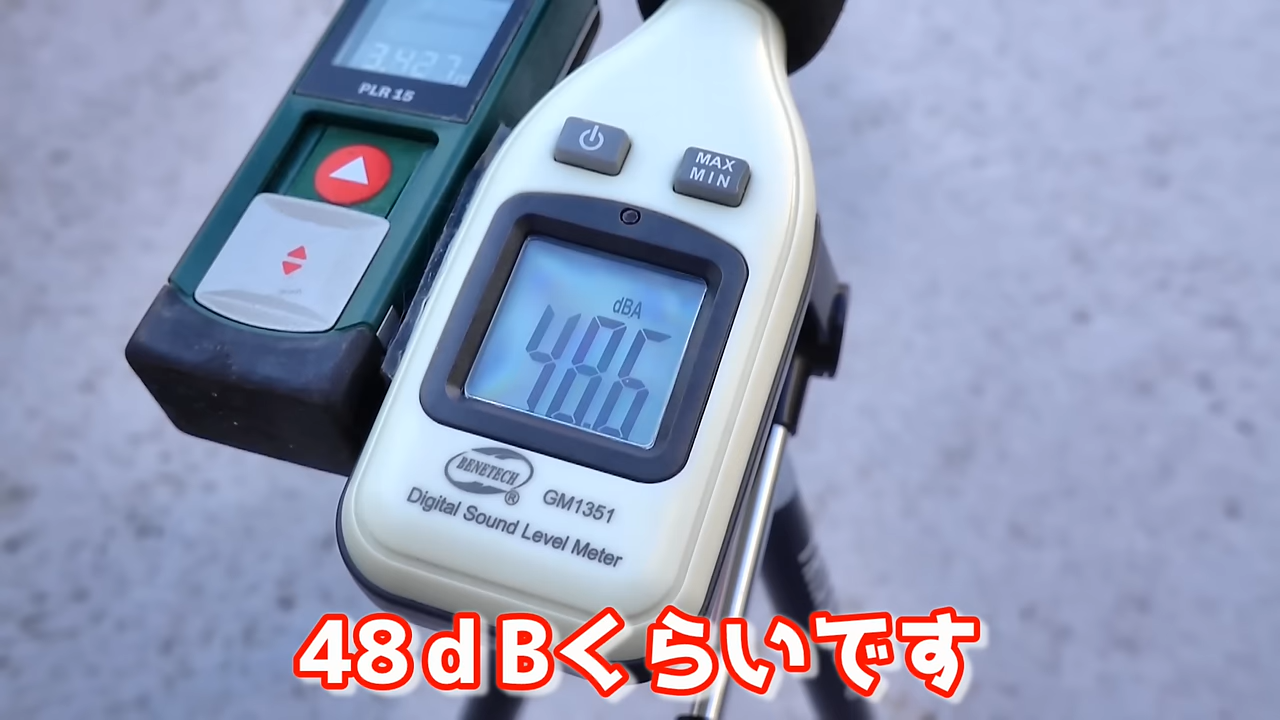 3.427
PLR 15
MAX
MIN
dBA
48.6
BENETECH
®
GM1351
Digital Sound Level Meter
48dBくらいです